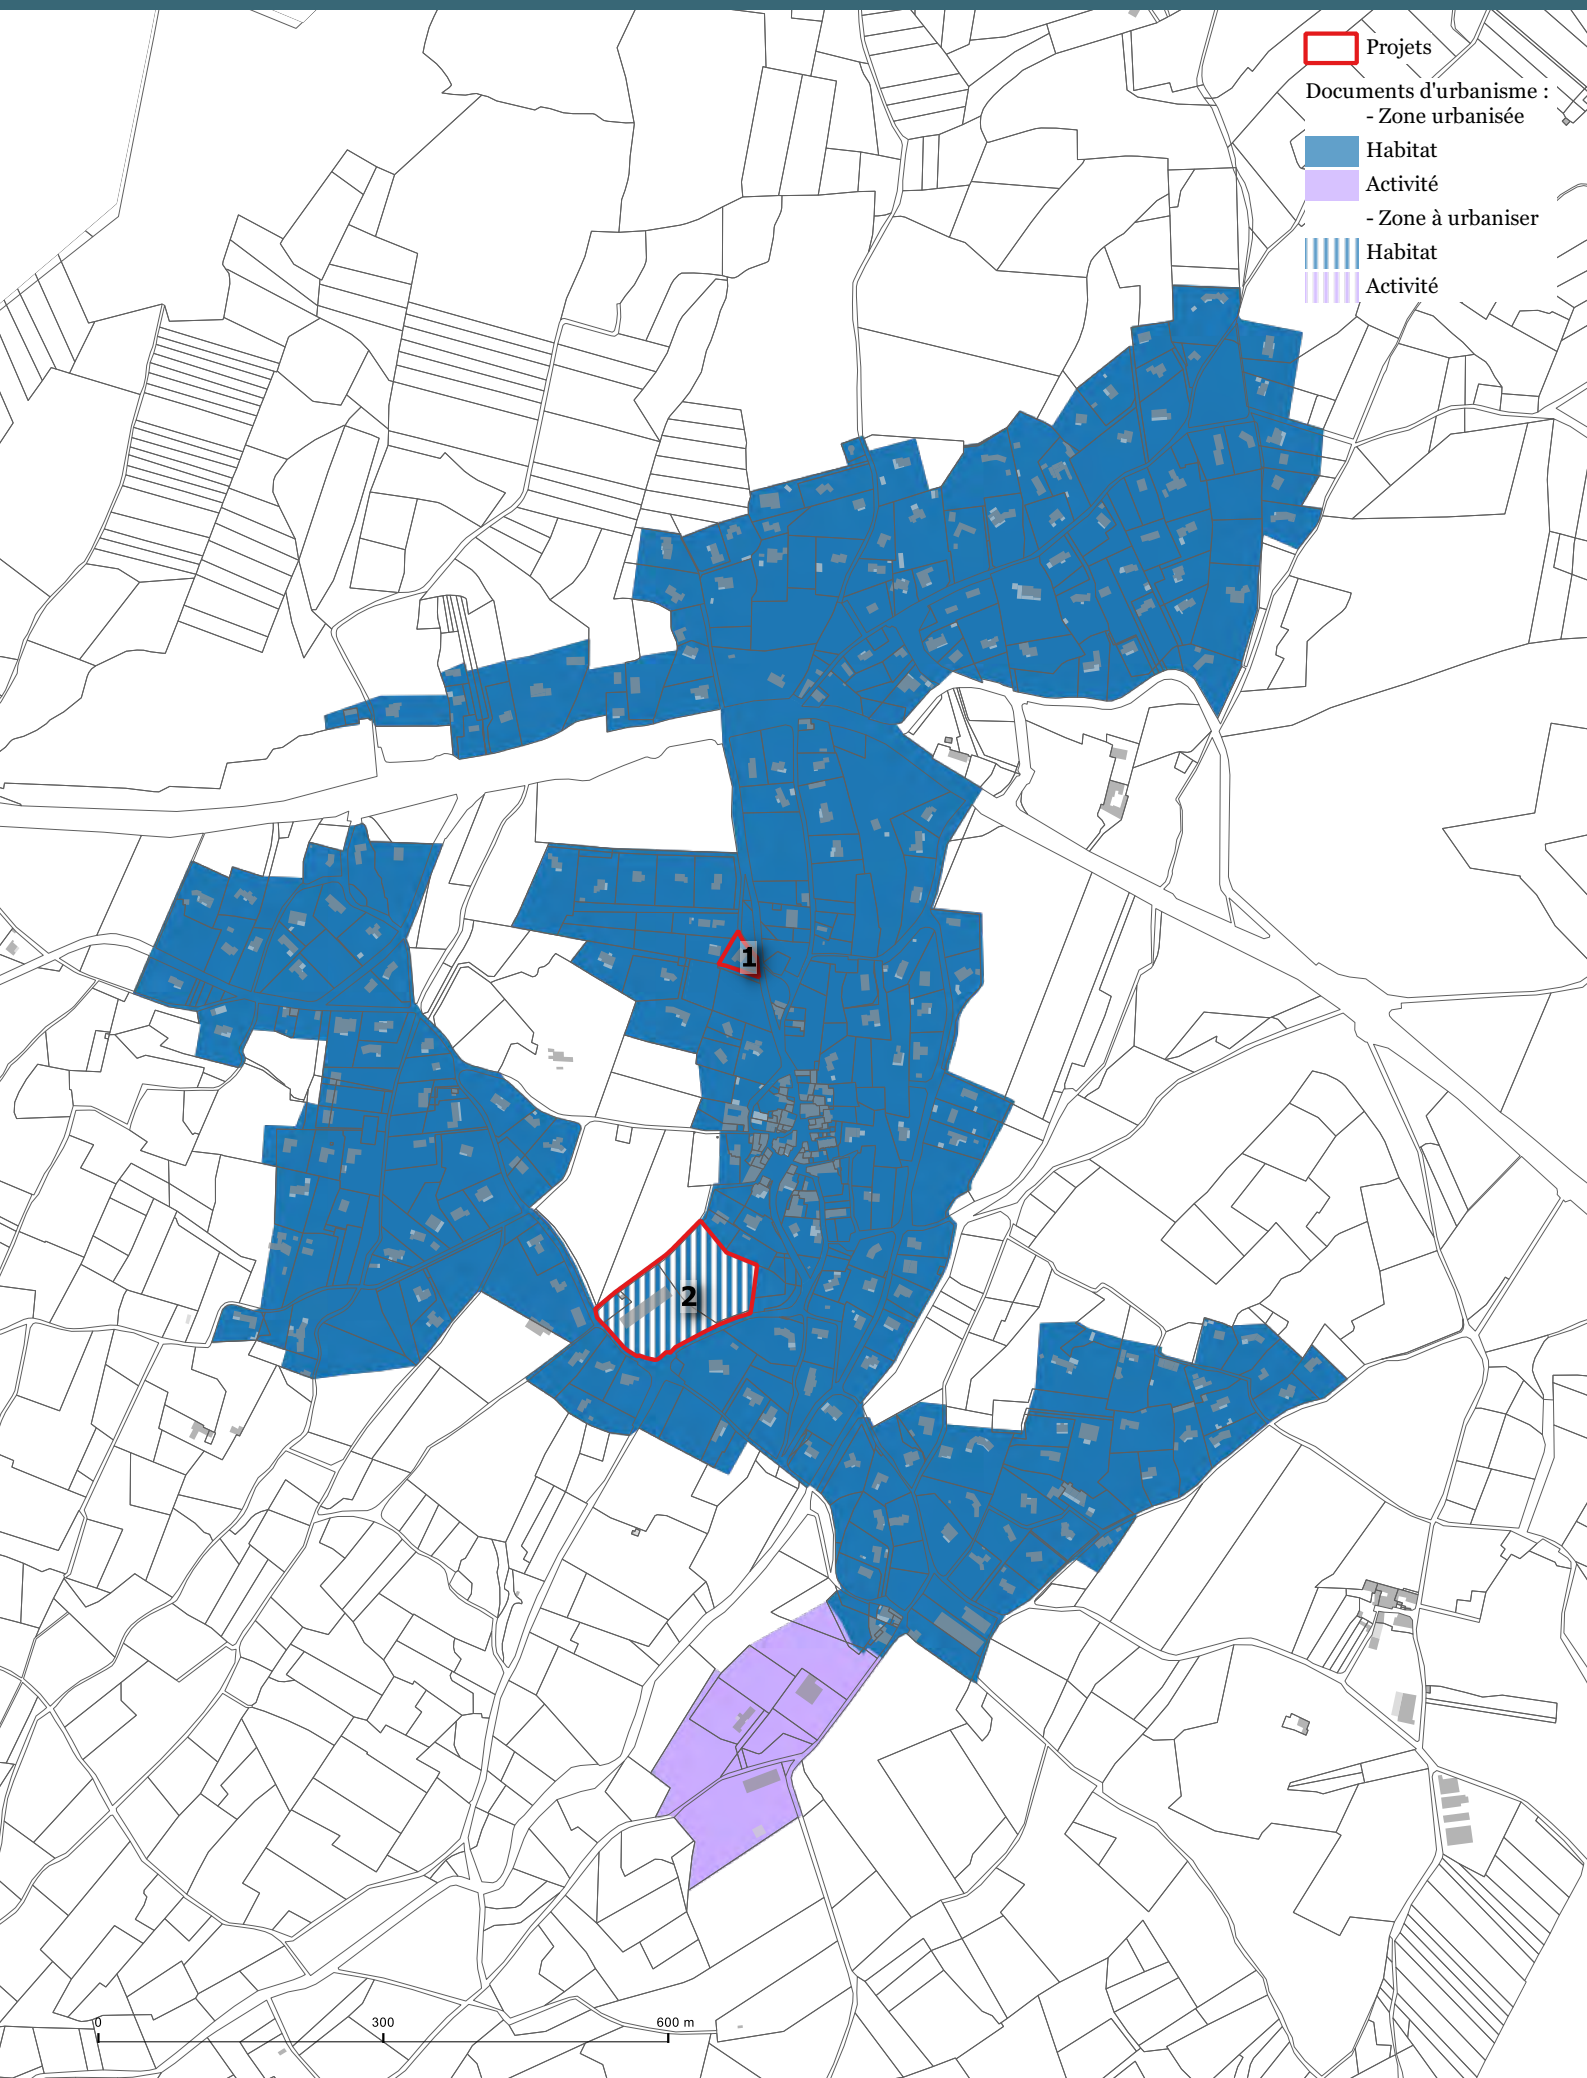 Projets
Documents d'urbanisme :
- Zone urbanisée
Habitat
Activité
- Zone à urbaniser
Habitat
Activité
1
2
0 300 600 m